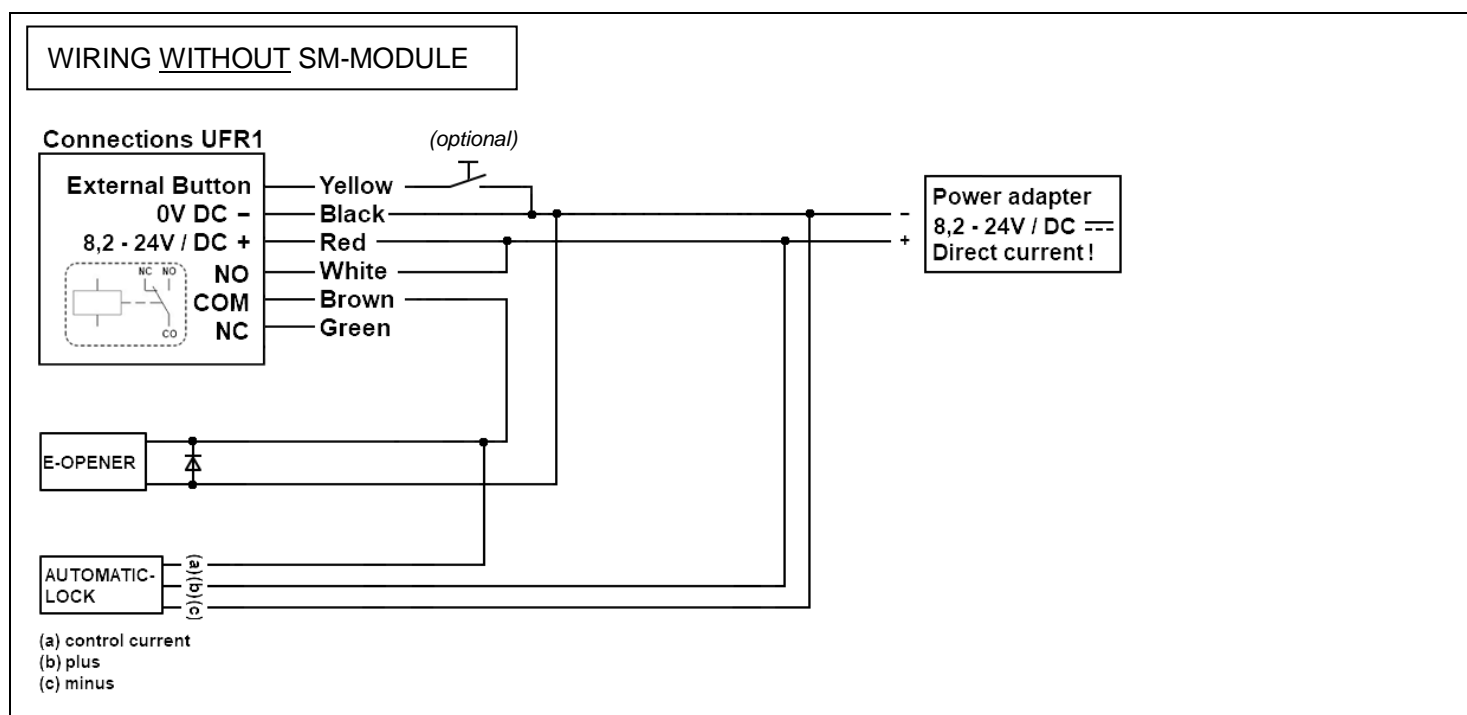 WIRING WITHOUT SM-MODULE
Connections UFR1
(optional)
External Button
Yellow
0V DC –
Black
–
8,2 - 24V / DC +
Red
+
NO
White
COM
Brown
NC
Green
NC NO
CO
Power adapter
8,2 - 24V / DC
Direct current!
E-OPENER
AUTOMATIC-
LOCK
(a)
(b)
(c)
(a) control current
(b) plus
(c) minus